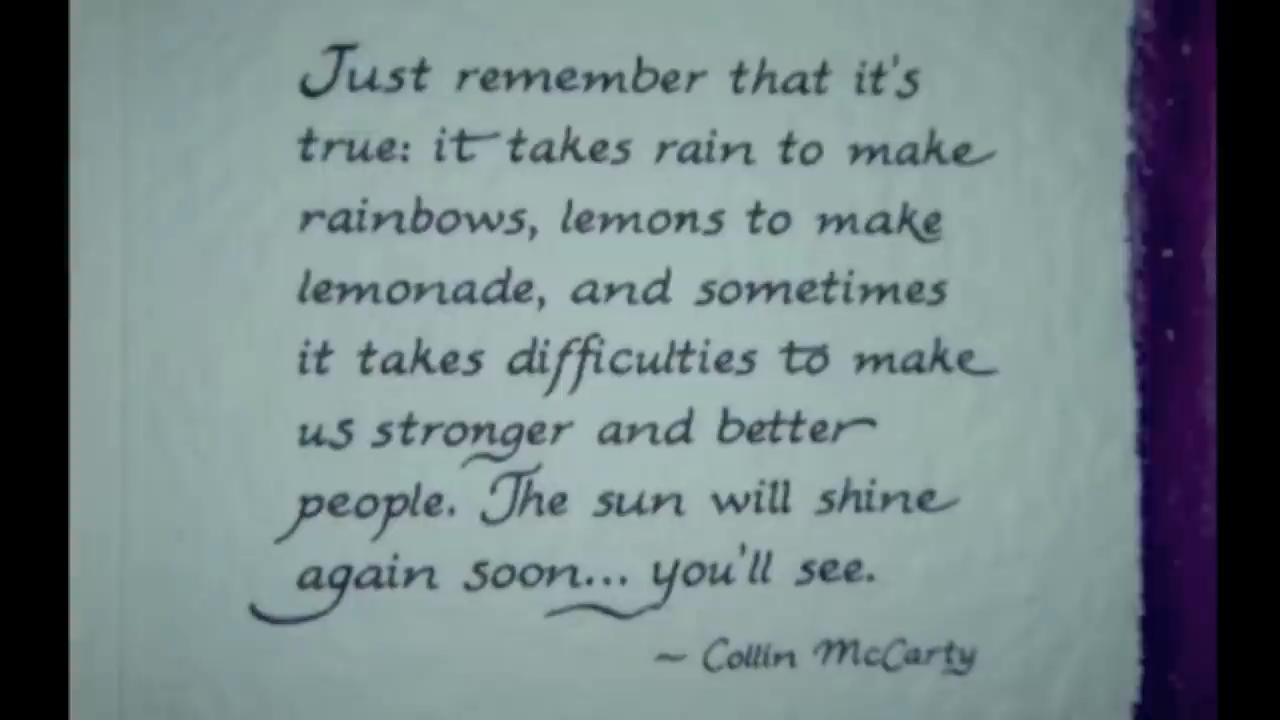 Just remember that it's
true: it takes rain to make
rainbows, lemons to make
lemonade, and sometimes
it takes difficulties to make
us stronger and better
people. The sun will shine
again soon... you'll see.
~ Collin McCarty